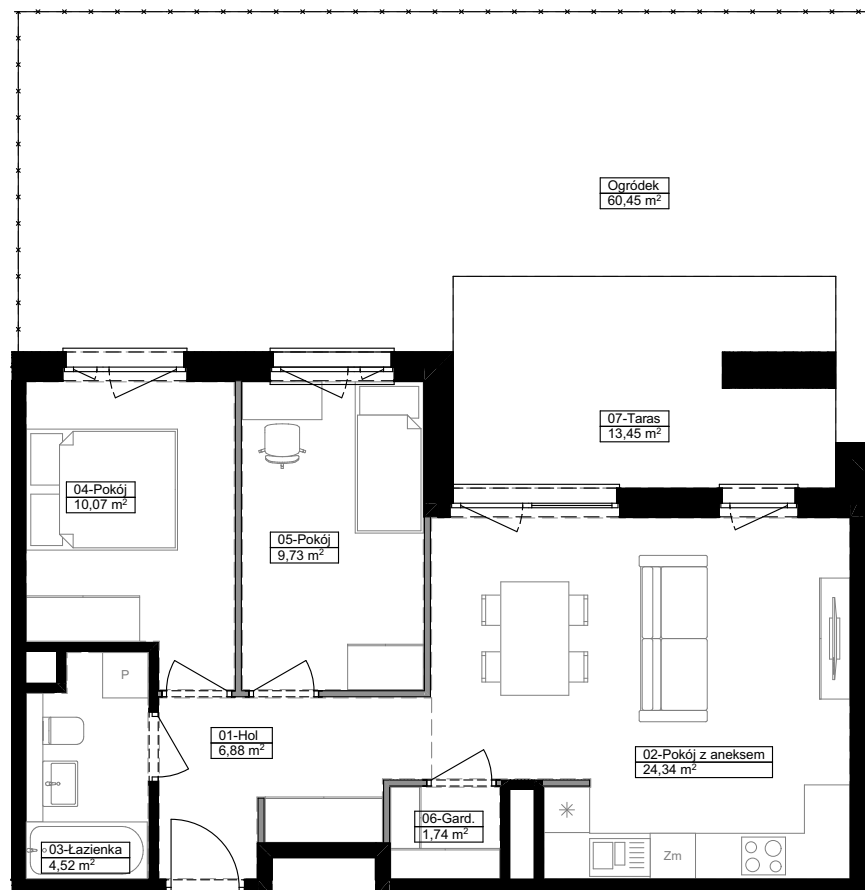 Ogródek
60,45 m²
07-Taras
13,45 m²
04-Pokój
10,07 m²
05-Pokój
9,73 m²
P
01-Hol
6,88 m²
02-Pokój z aneksem
24,34 m²
06-Gard.
1,74 m²
03-Łazienka
4,52 m²
Zm